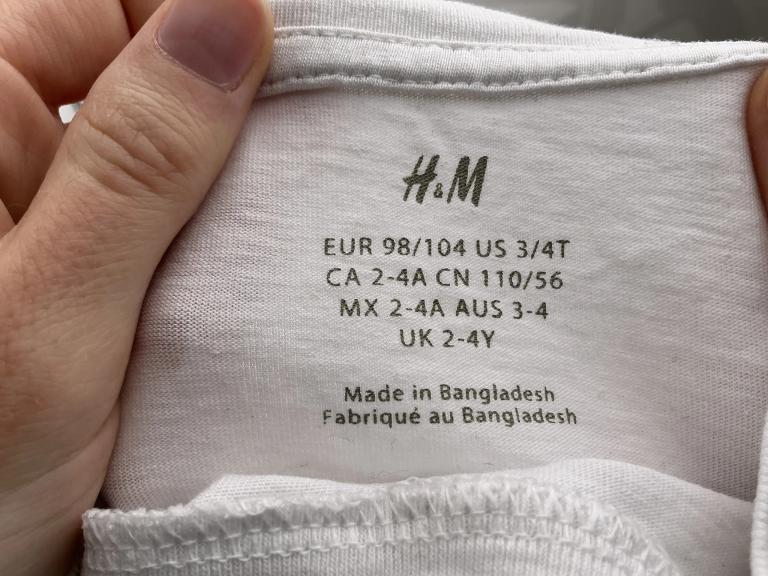 H&M
EUR 98/104 US 3/4T
CA 2-4A CN 110/56
MX 2-4A AUS 3-4
UK 2-4Y
Made in Bangladesh
Fabriqué au Bangladesh